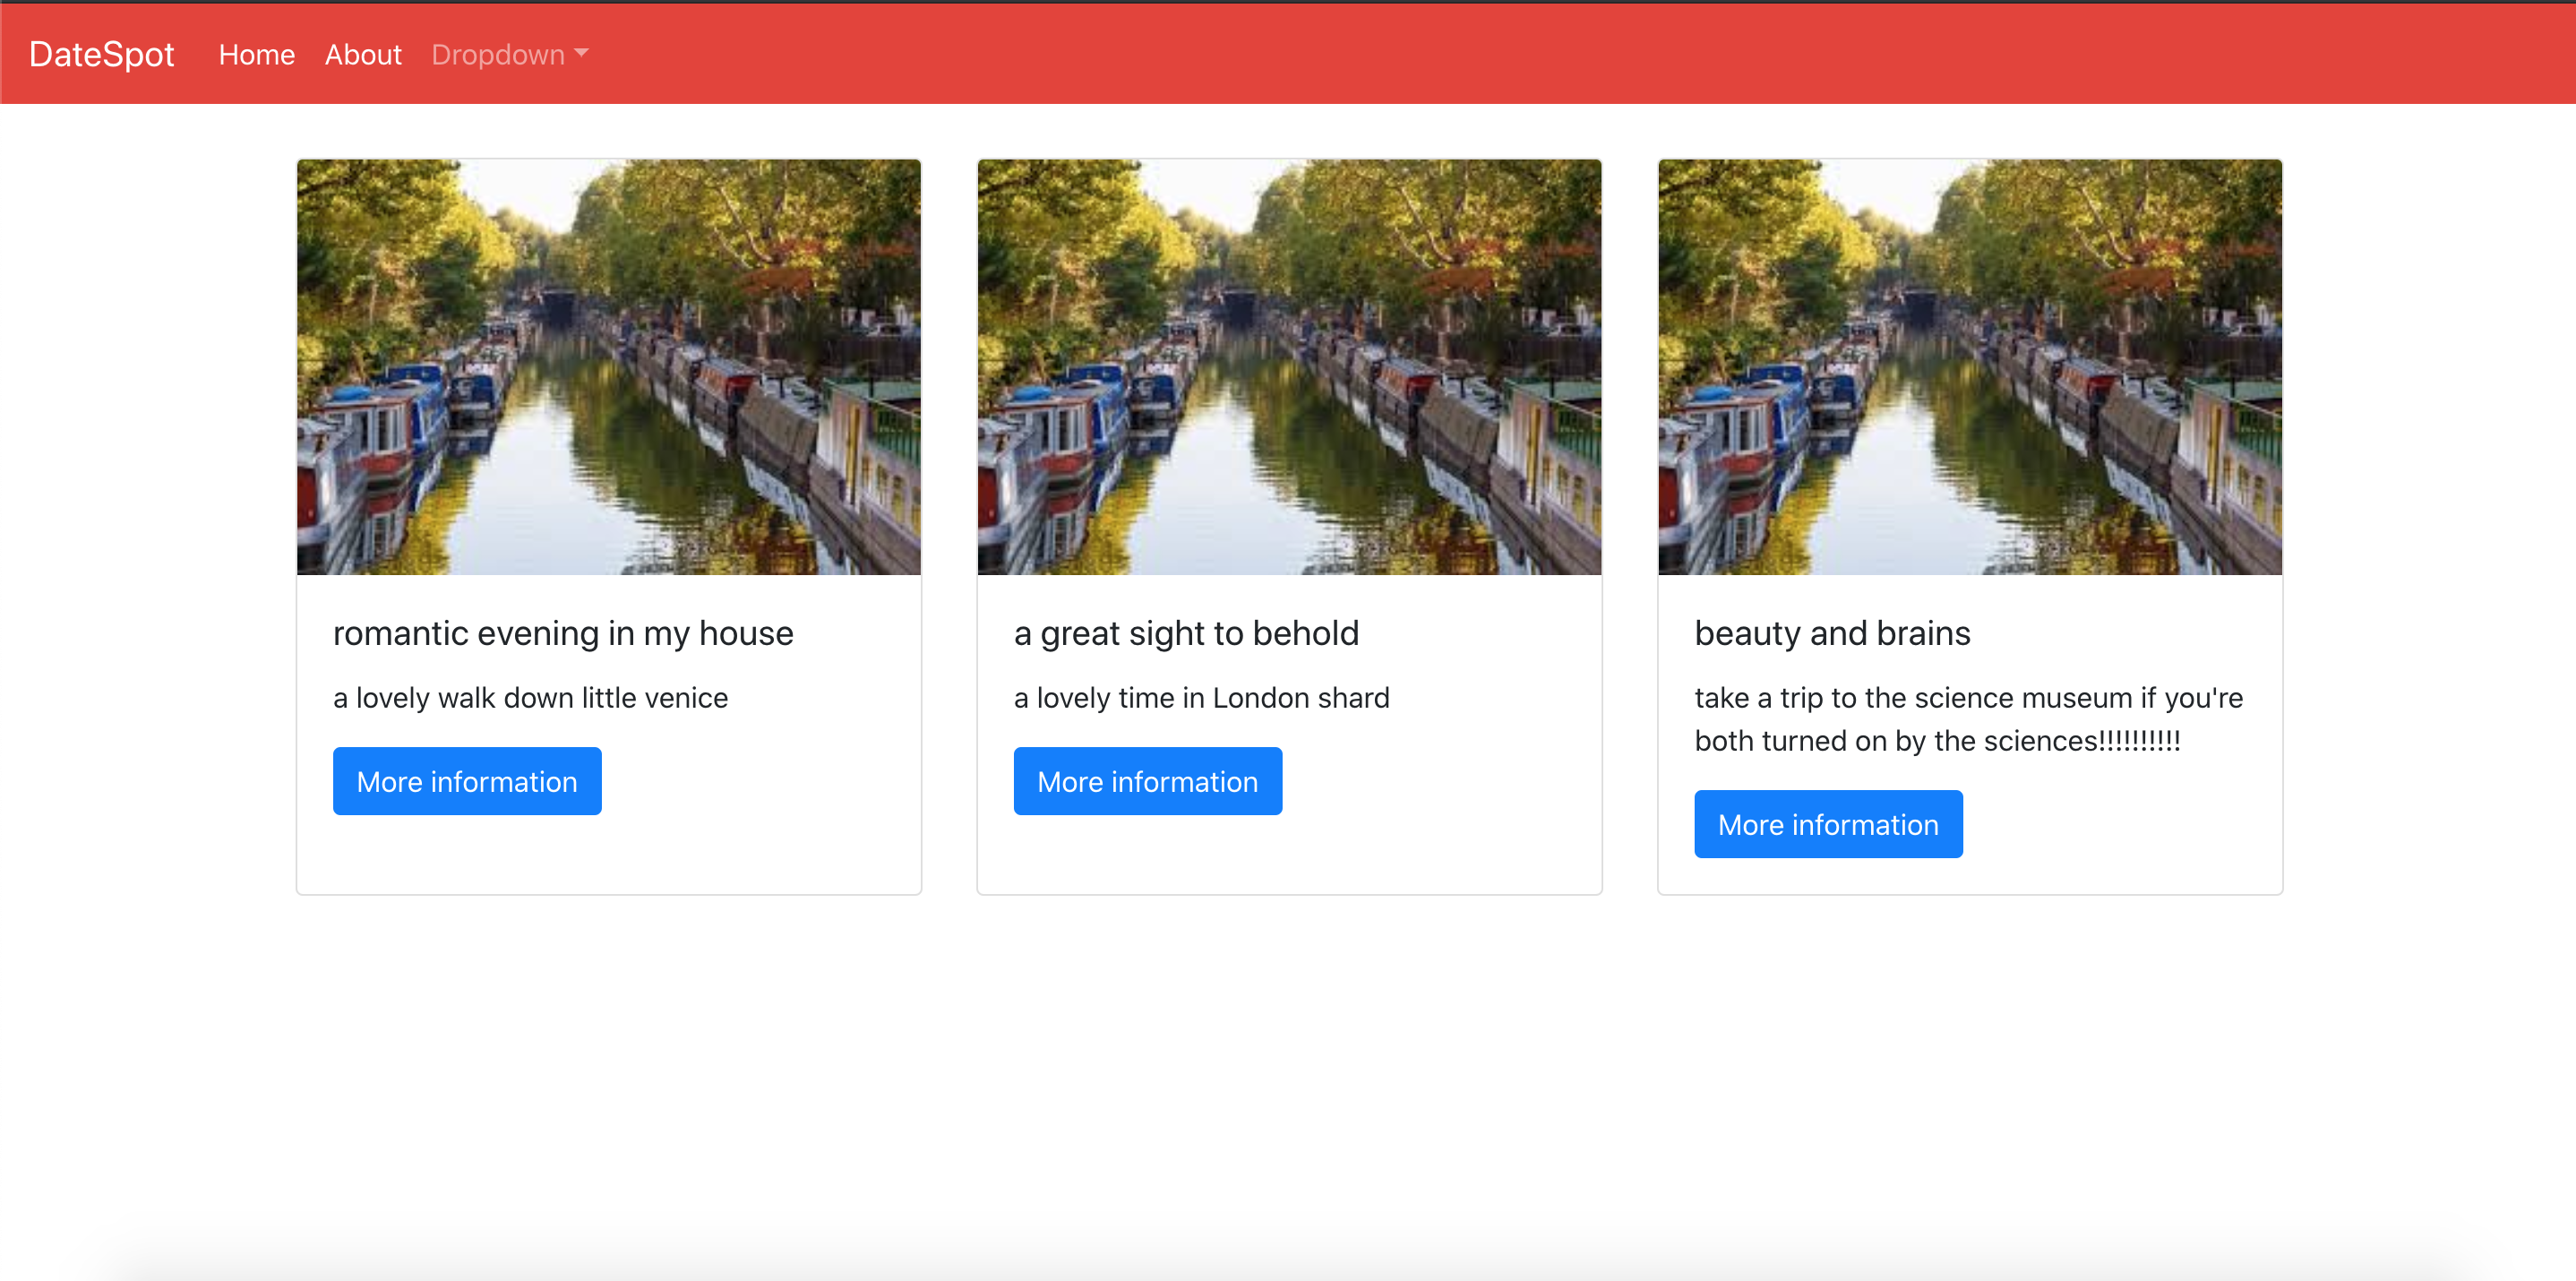 DateSpot Home About Dropdown
romantic evening in my house
a lovely walk down little venice
More information
a great sight to behold
a lovely time in London shard
More information
beauty and brains
take a trip to the science museum if you're
both turned on by the sciences!!!!!!!!!!
More information